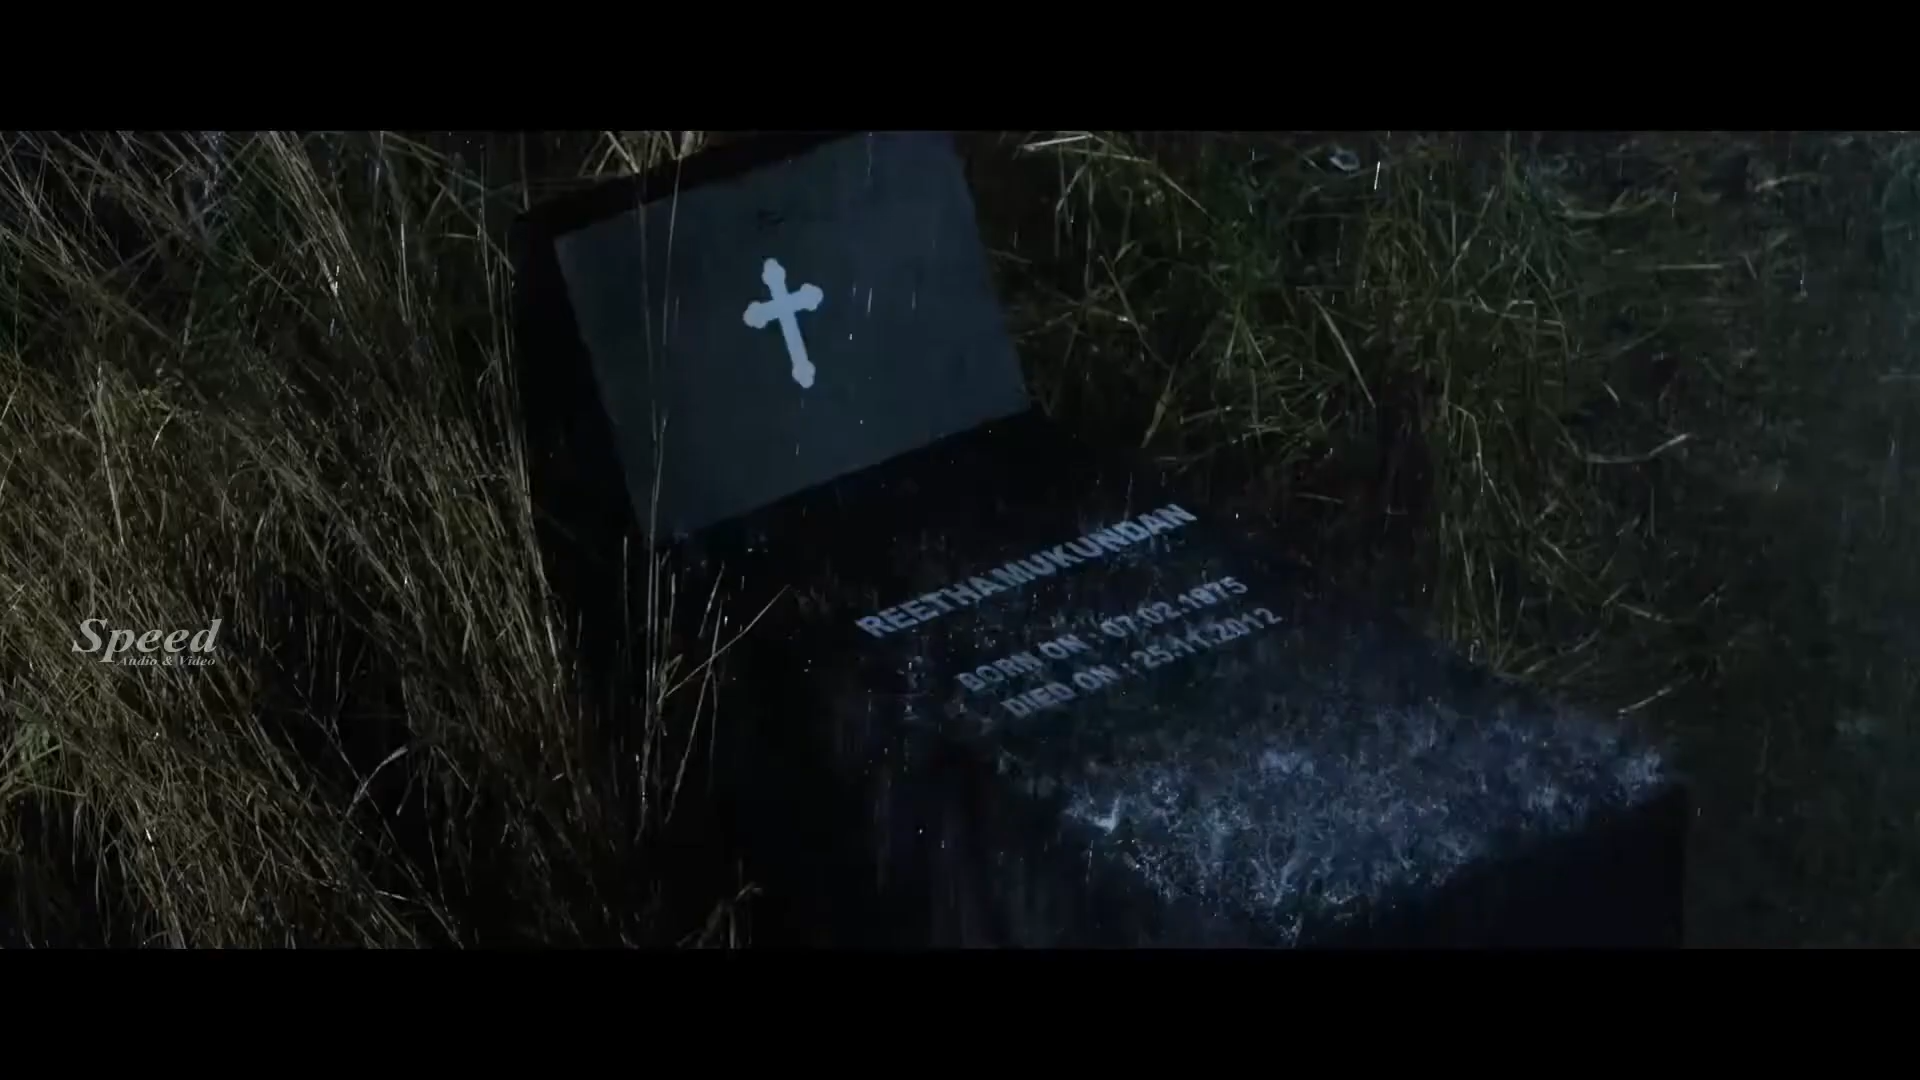 REETHAMUKUNDAN
BORN ON : 07.02.1975
DIED ON : 25.11.2012
Speed
Audio & Video